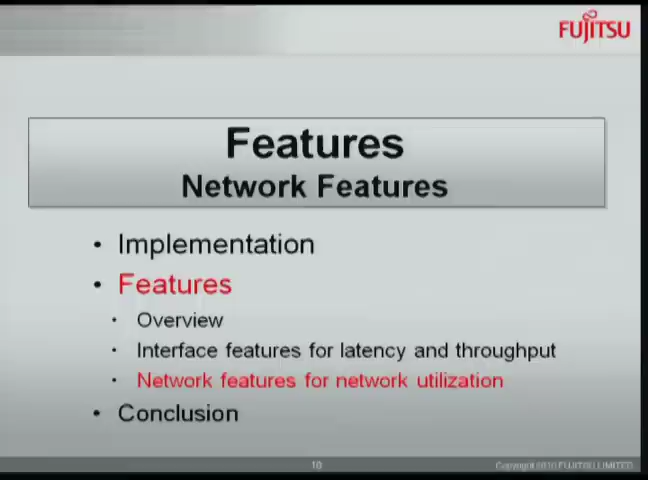 FUJITSU
Features
Network Features
• Implementation
• Features
• Overview
• Interface features for latency and throughput
• Network features for network utilization
• Conclusion
10
Copyright 2010 FUJITSU LIMITED